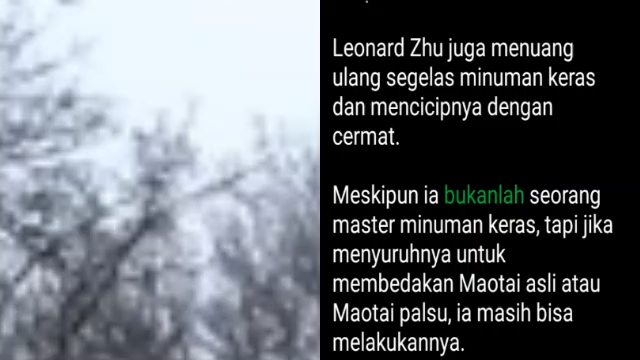 Leonard Zhu juga menuang
ulang segelas minuman keras
dan mencicipnya dengan
cermat.
Meskipun ia bukanlah seorang
master minuman keras, tapi jika
menyuruhnya untuk
membedakan Maotai asli atau
Maotai palsu, ia masih bisa
melakukannya.